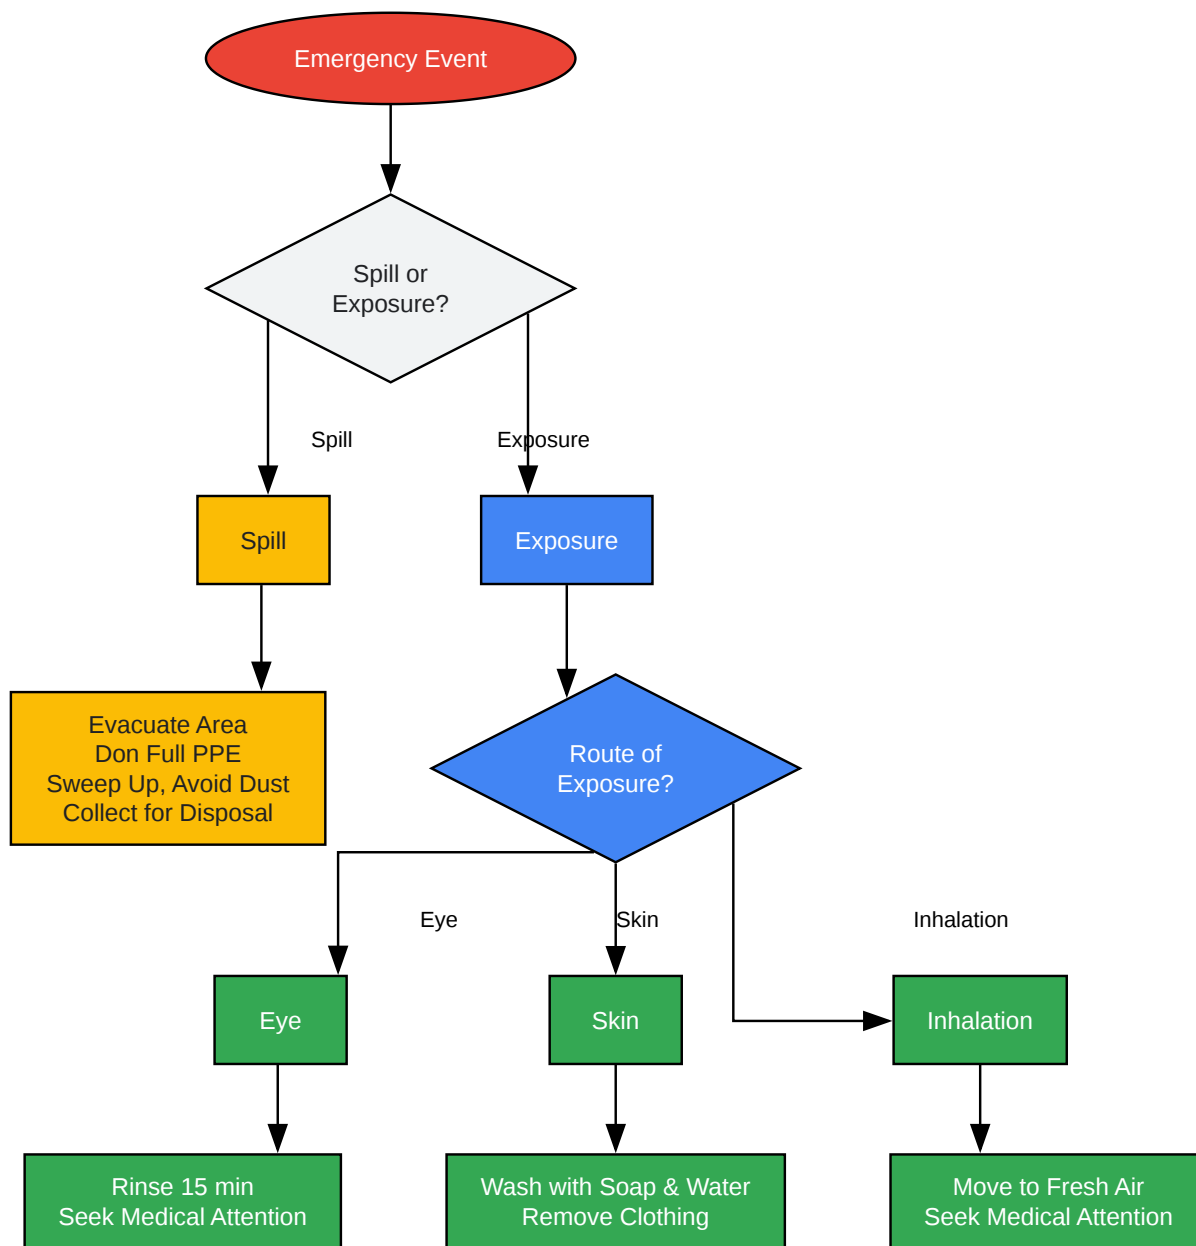 Emergency Event
Spill or
Exposure?
Spill
Exposure
Spill
Exposure
Evacuate Area
Don Full PPE
Sweep Up, Avoid Dust
Collect for Disposal
Route of
Exposure?
Eye
Skin
Inhalation
Eye
Skin
Inhalation
Rinse 15 min
Seek Medical Attention
Wash with Soap & Water
Remove Clothing
Move to Fresh Air
Seek Medical Attention